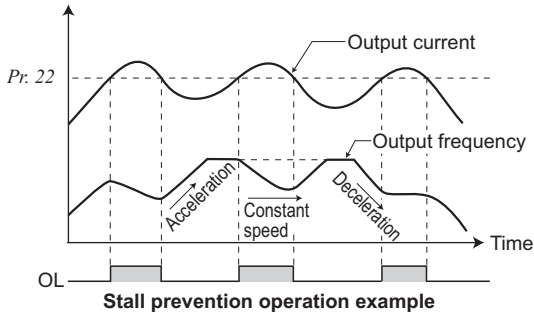 Output current
Pr. 22
Output frequency
Acceleration
Constant
speed
Deceleration
Time
OL
Stall prevention operation example